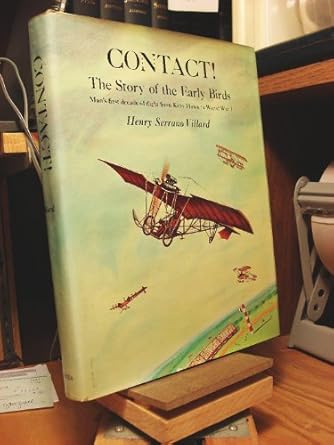 CONTACT!
The Story of the Early Birds
Man's first decade of flight from Kitty Hawk to World War I
Henry Serrano Villard
CONTACT!